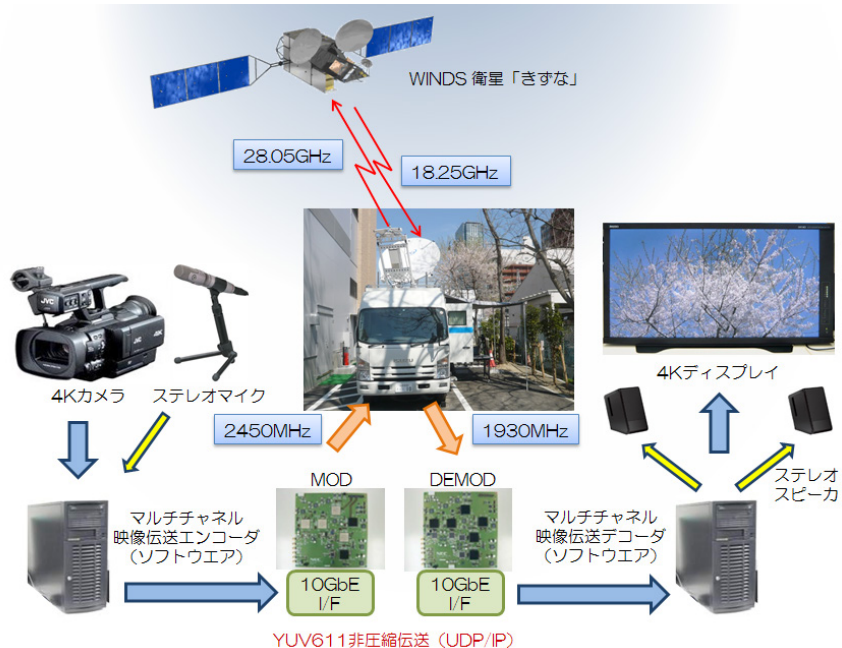 WINDS 衛星「きずな」
28.05GHz
18.25GHz
JVC
4K
4Kカメラ
ステレオマイク
4Kディスプレイ
2450MHz
1930MHz
MOD
DEMOD
ステレオ
スピーカ
マルチチャネル
映像伝送エンコーダ
（ソフトウエア）
マルチチャネル
映像伝送デコーダ
（ソフトウエア）
10GbE
I/F
10GbE
I/F
YUV611非圧縮伝送（UDP/IP）